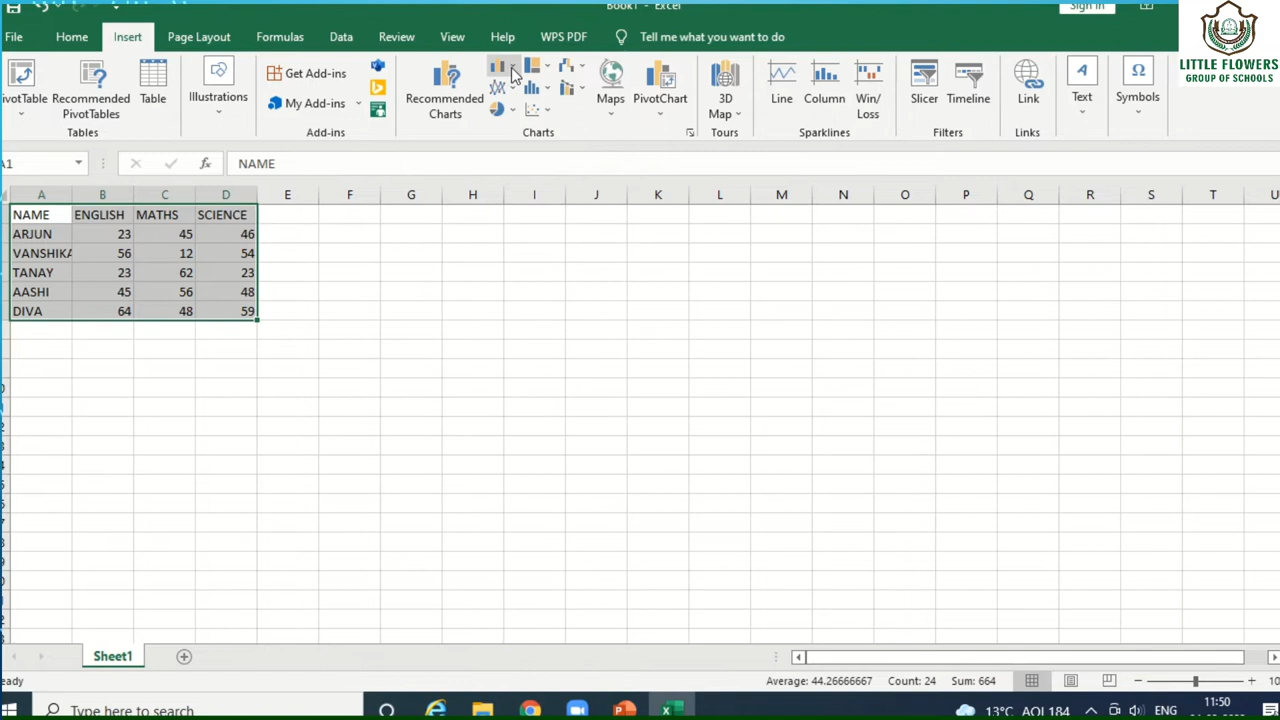 Book1 - Excel
Sign in
File Home Insert Page Layout Formulas Data Review View Help WPS PDF Tell me what you want to do
LITTLE FLOWERS
GROUP OF SCHOOLS
Get Add-ins
My Add-ins
ivotTable Recommended PivotTables Table Illustrations Recommended Charts Maps PivotChart 3D Map Line Column Win/Loss Slicer Timeline Link Text Symbols
Tables Add-ins Charts Tours Sparklines Filters Links
A1 fx NAME
A B C D E F G H I J K L M N O P Q R S T U
NAME ENGLISH MATHS SCIENCE
ARJUN 23 45 46
VANSHIKA 56 12 54
TANAY 23 62 23
AASHI 45 56 48
DIVA 64 48 59
Sheet1
eady Average: 44.26666667 Count: 24 Sum: 664 10
Type here to search 13°C AQI 184 ENG 11:50